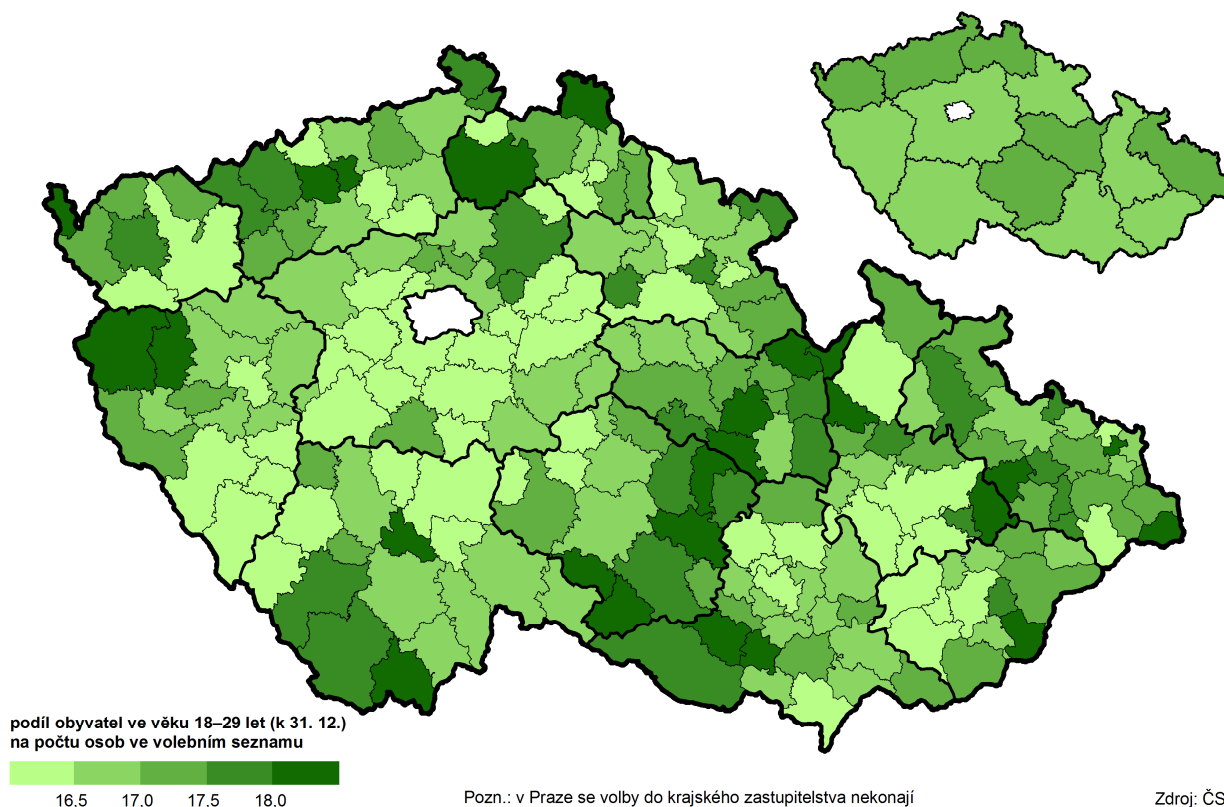 podíl obyvatel ve věku 18–29 let (k 31. 12.)
na počtu osob ve volebním seznamu
16.5 17.0 17.5 18.0
Pozn.: v Praze se volby do krajského zastupitelstva nekonají
Zdroj: ČS